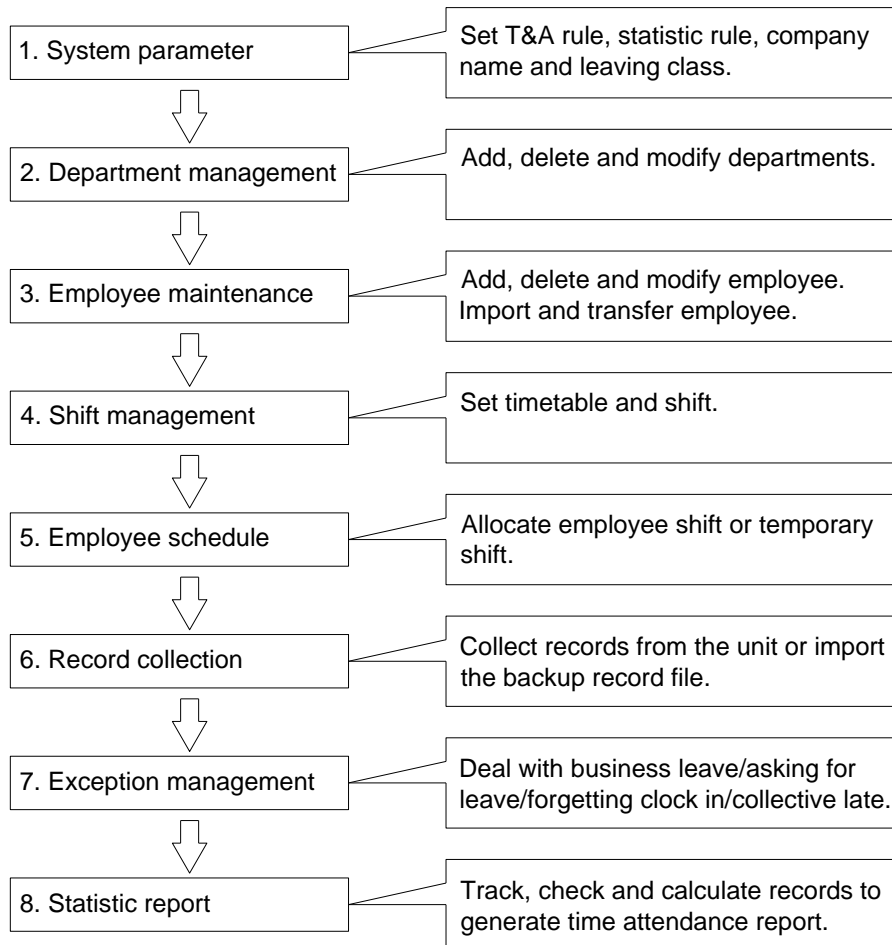 1. System parameter
Set T&A rule, statistic rule, company
name and leaving class.
2. Department management
Add, delete and modify departments.
3. Employee maintenance
Add, delete and modify employee.
Import and transfer employee.
4. Shift management
Set timetable and shift.
5. Employee schedule
Allocate employee shift or temporary
shift.
6. Record collection
Collect records from the unit or import
the backup record file.
7. Exception management
Deal with business leave/asking for
leave/forgetting clock in/collective late.
8. Statistic report
Track, check and calculate records to
generate time attendance report.